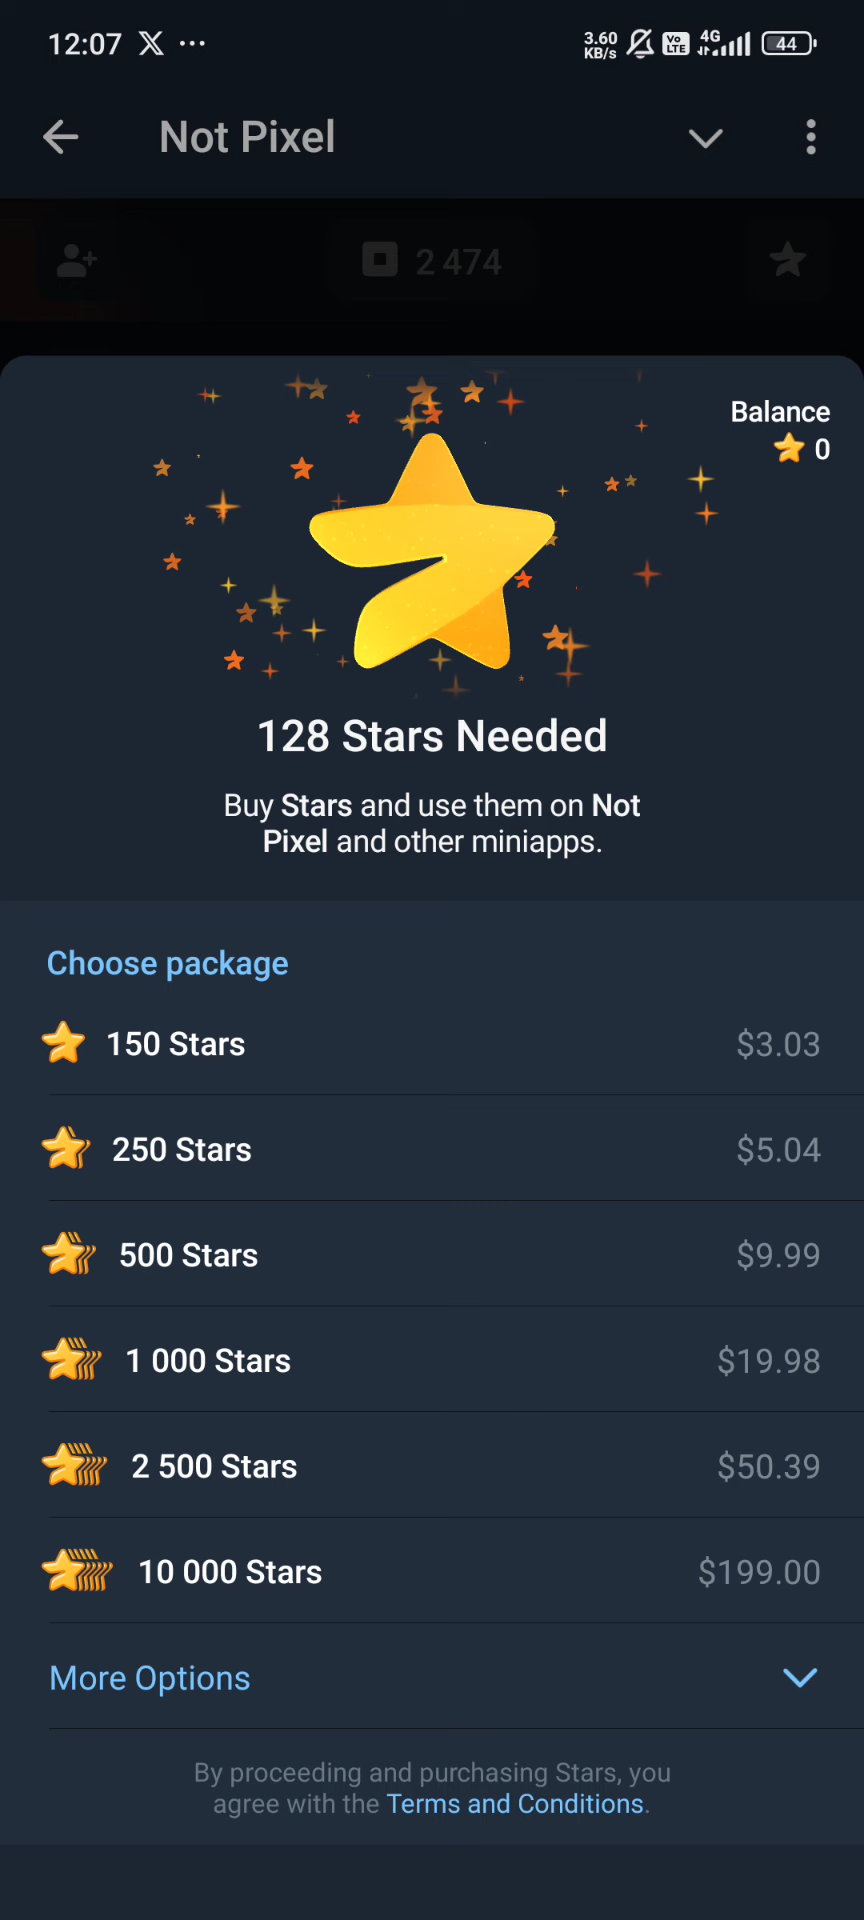 12:07 X ... 3.60 KB/s Vo LTE 4G 44
Not Pixel
2 474
Balance
0
128 Stars Needed
Buy Stars and use them on Not
Pixel and other miniapps.
Choose package
150 Stars $3.03
250 Stars $5.04
500 Stars $9.99
1 000 Stars $19.98
2 500 Stars $50.39
10 000 Stars $199.00
More Options
By proceeding and purchasing Stars, you
agree with the Terms and Conditions.